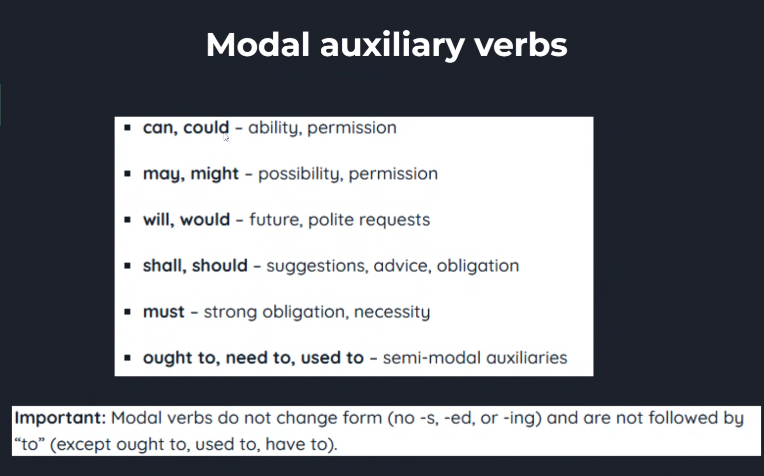 Modal auxiliary verbs
▪ can, could – ability, permission
▪ may, might – possibility, permission
▪ will, would – future, polite requests
▪ shall, should – suggestions, advice, obligation
▪ must – strong obligation, necessity
▪ ought to, need to, used to – semi-modal auxiliaries
Important: Modal verbs do not change form (no -s, -ed, or -ing) and are not followed by
“to” (except ought to, used to, have to).